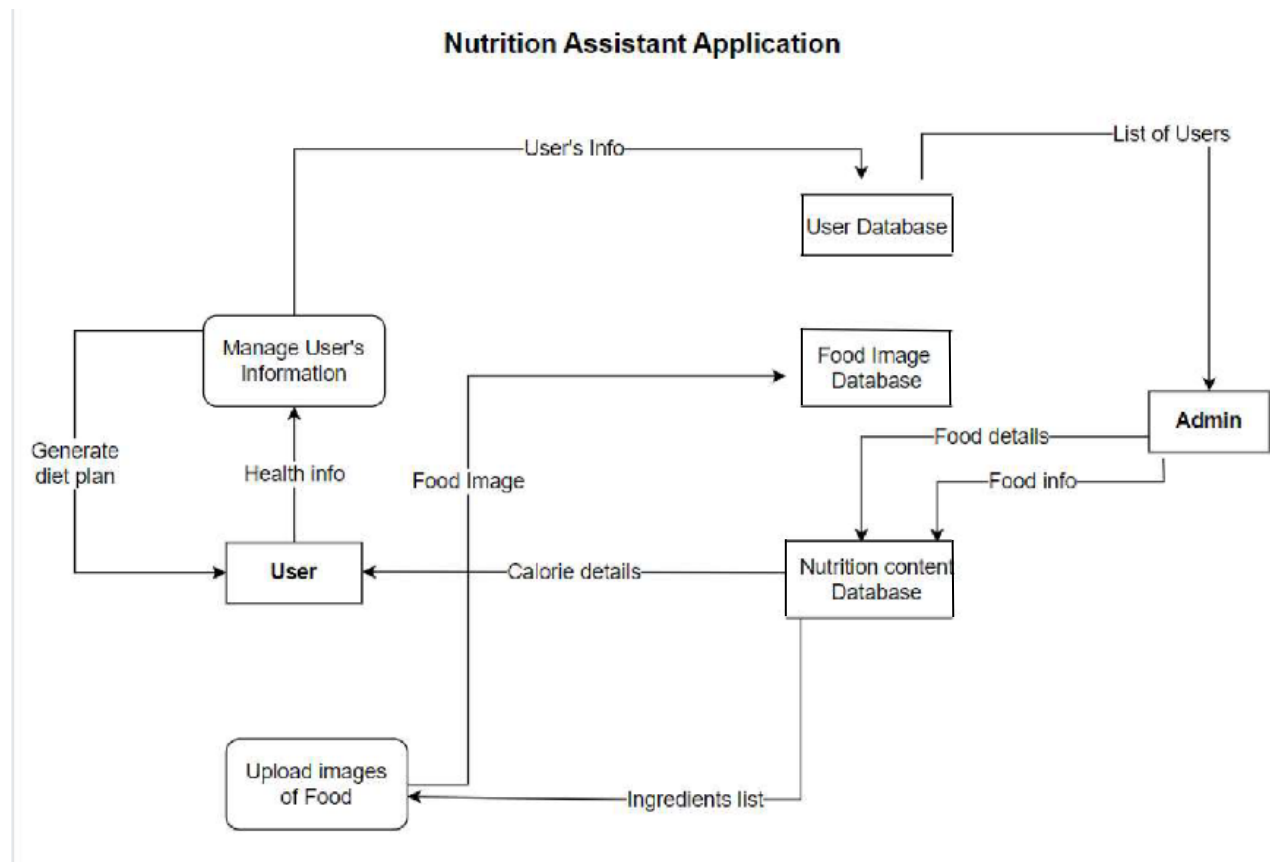 Nutrition Assistant Application
List of Users
User's Info
User Database
Manage User's
Information
Food Image
Database
Admin
Generate
diet plan
Health info
Food Image
Food details
Food info
User
Calorie details
Nutrition content
Database
Upload images
of Food
Ingredients list